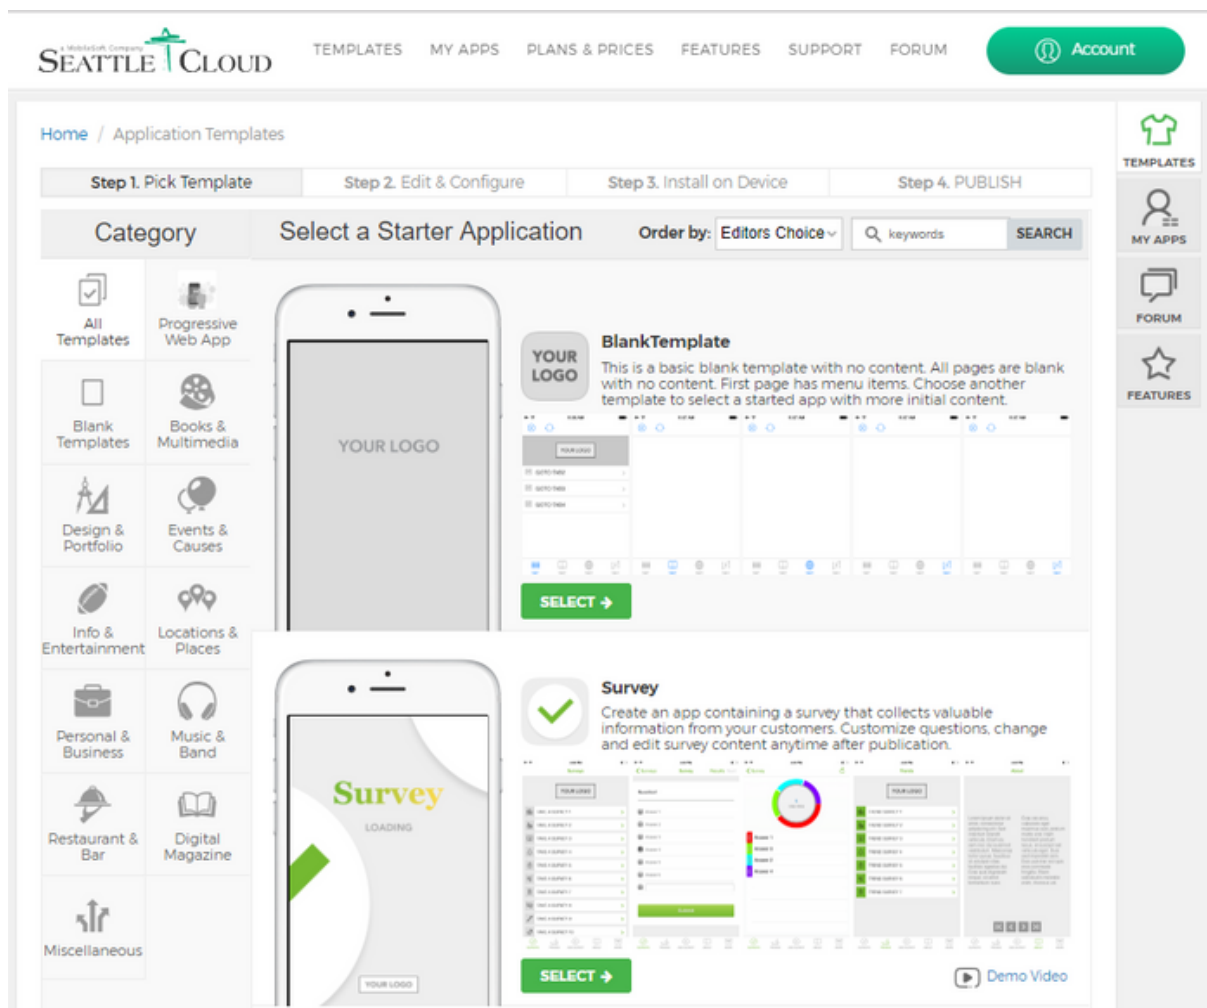 a MobileSoft Company
SEATTLE CLOUD
TEMPLATES MY APPS PLANS & PRICES FEATURES SUPPORT FORUM
Account
Home / Application Templates
TEMPLATES
MY APPS
FORUM
FEATURES
Step 1. Pick Template
Step 2. Edit & Configure
Step 3. Install on Device
Step 4. PUBLISH
Category
Select a Starter Application
Order by: Editors Choice
keywords
SEARCH
All
Templates
Progressive
Web App
Blank
Templates
Books &
Multimedia
Design &
Portfolio
Events &
Causes
Info &
Entertainment
Locations &
Places
Personal &
Business
Music &
Band
Restaurant &
Bar
Digital
Magazine
Miscellaneous
YOUR LOGO
YOUR
LOGO
BlankTemplate
This is a basic blank template with no content. All pages are blank
with no content. First page has menu items. Choose another
template to select a started app with more initial content.
YOUR LOGO
SELECT
Survey
LOADING
YOUR LOGO
Survey
Create an app containing a survey that collects valuable
information from your customers. Customize questions, change
and edit survey content anytime after publication.
YOUR LOGO
YOUR LOGO
SELECT
Demo Video